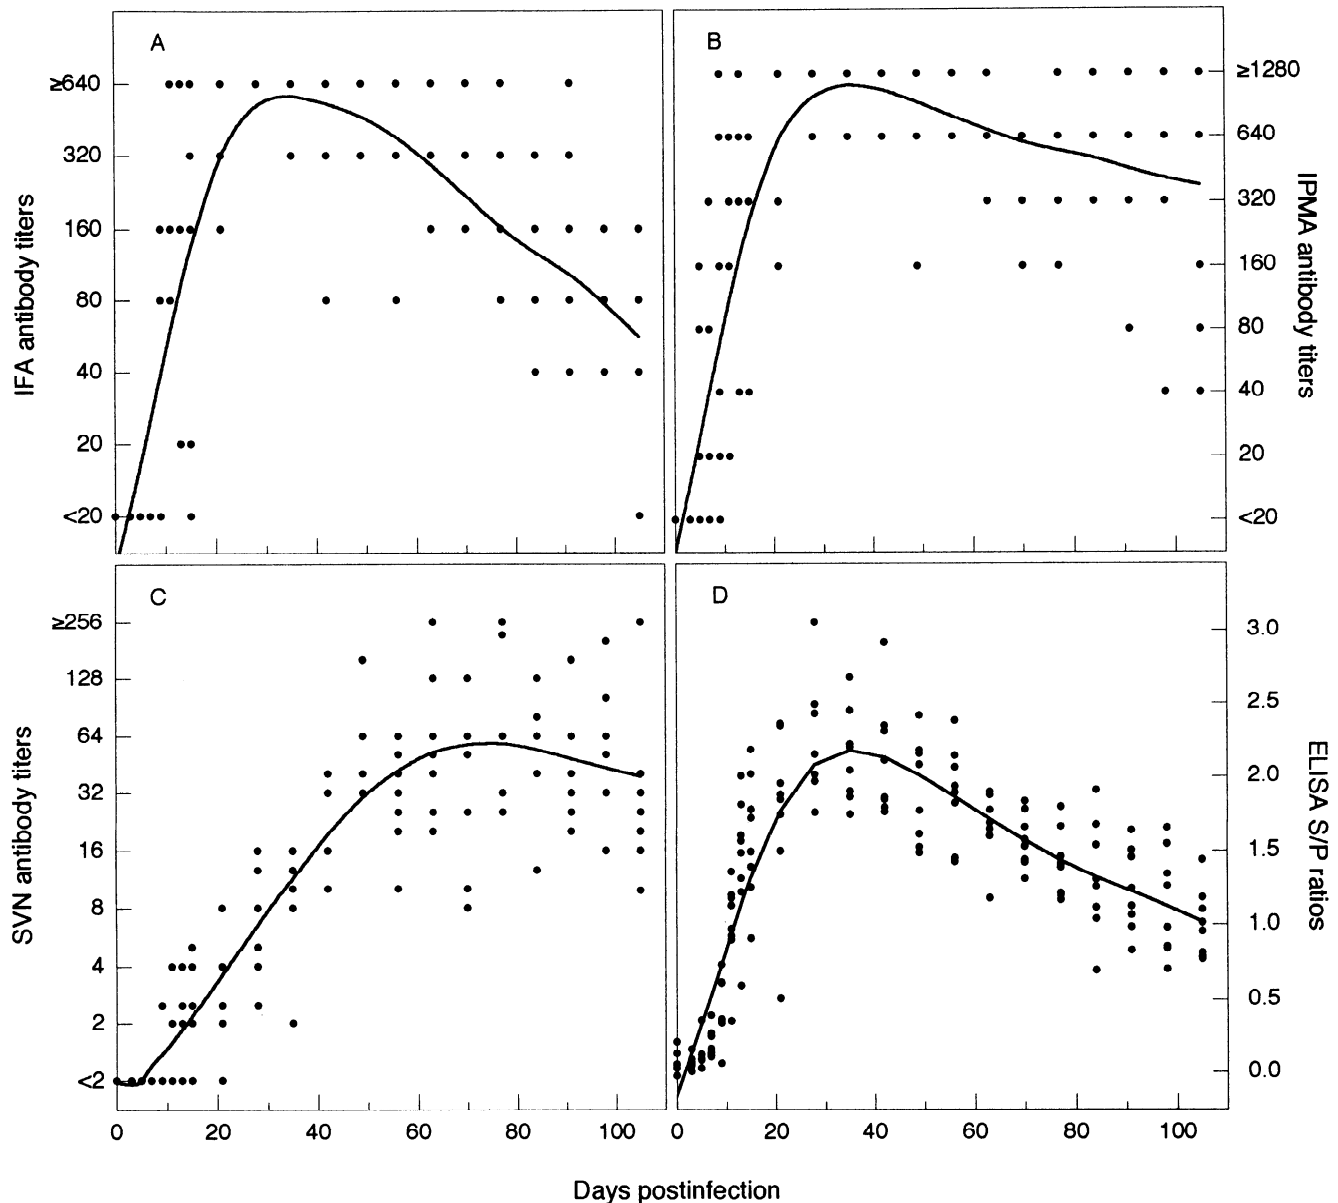 A
B
≥640
320
160
80
40
20
<20
IFA antibody titers
≥1280
640
320
160
80
40
20
<20
IPMA antibody titers
C
D
≥256
128
64
32
16
8
4
2
<2
SVN antibody titers
3.0
2.5
2.0
1.5
1.0
0.5
0.0
ELISA S/P ratios
0 20 40 60 80 100
0 20 40 60 80 100
Days postinfection